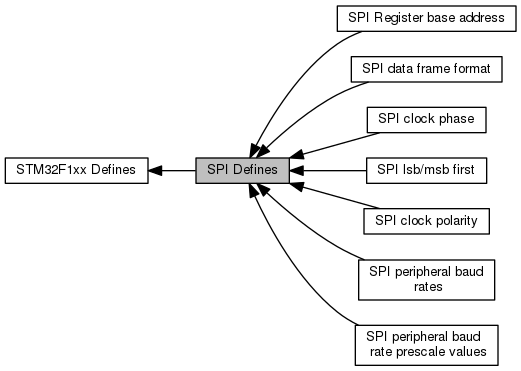 SPI Register base address
SPI data frame format
SPI clock phase
STM32F1xx Defines
SPI Defines
SPI lsb/msb first
SPI clock polarity
SPI peripheral baud
rates
SPI peripheral baud
rate prescale values